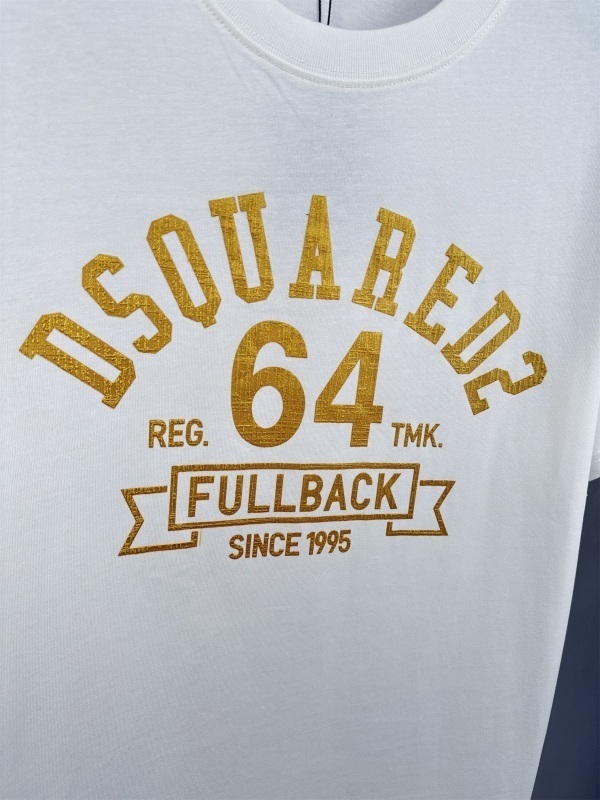 DSQUARED2
64
REG. TMK.
FULLBACK
SINCE 1995